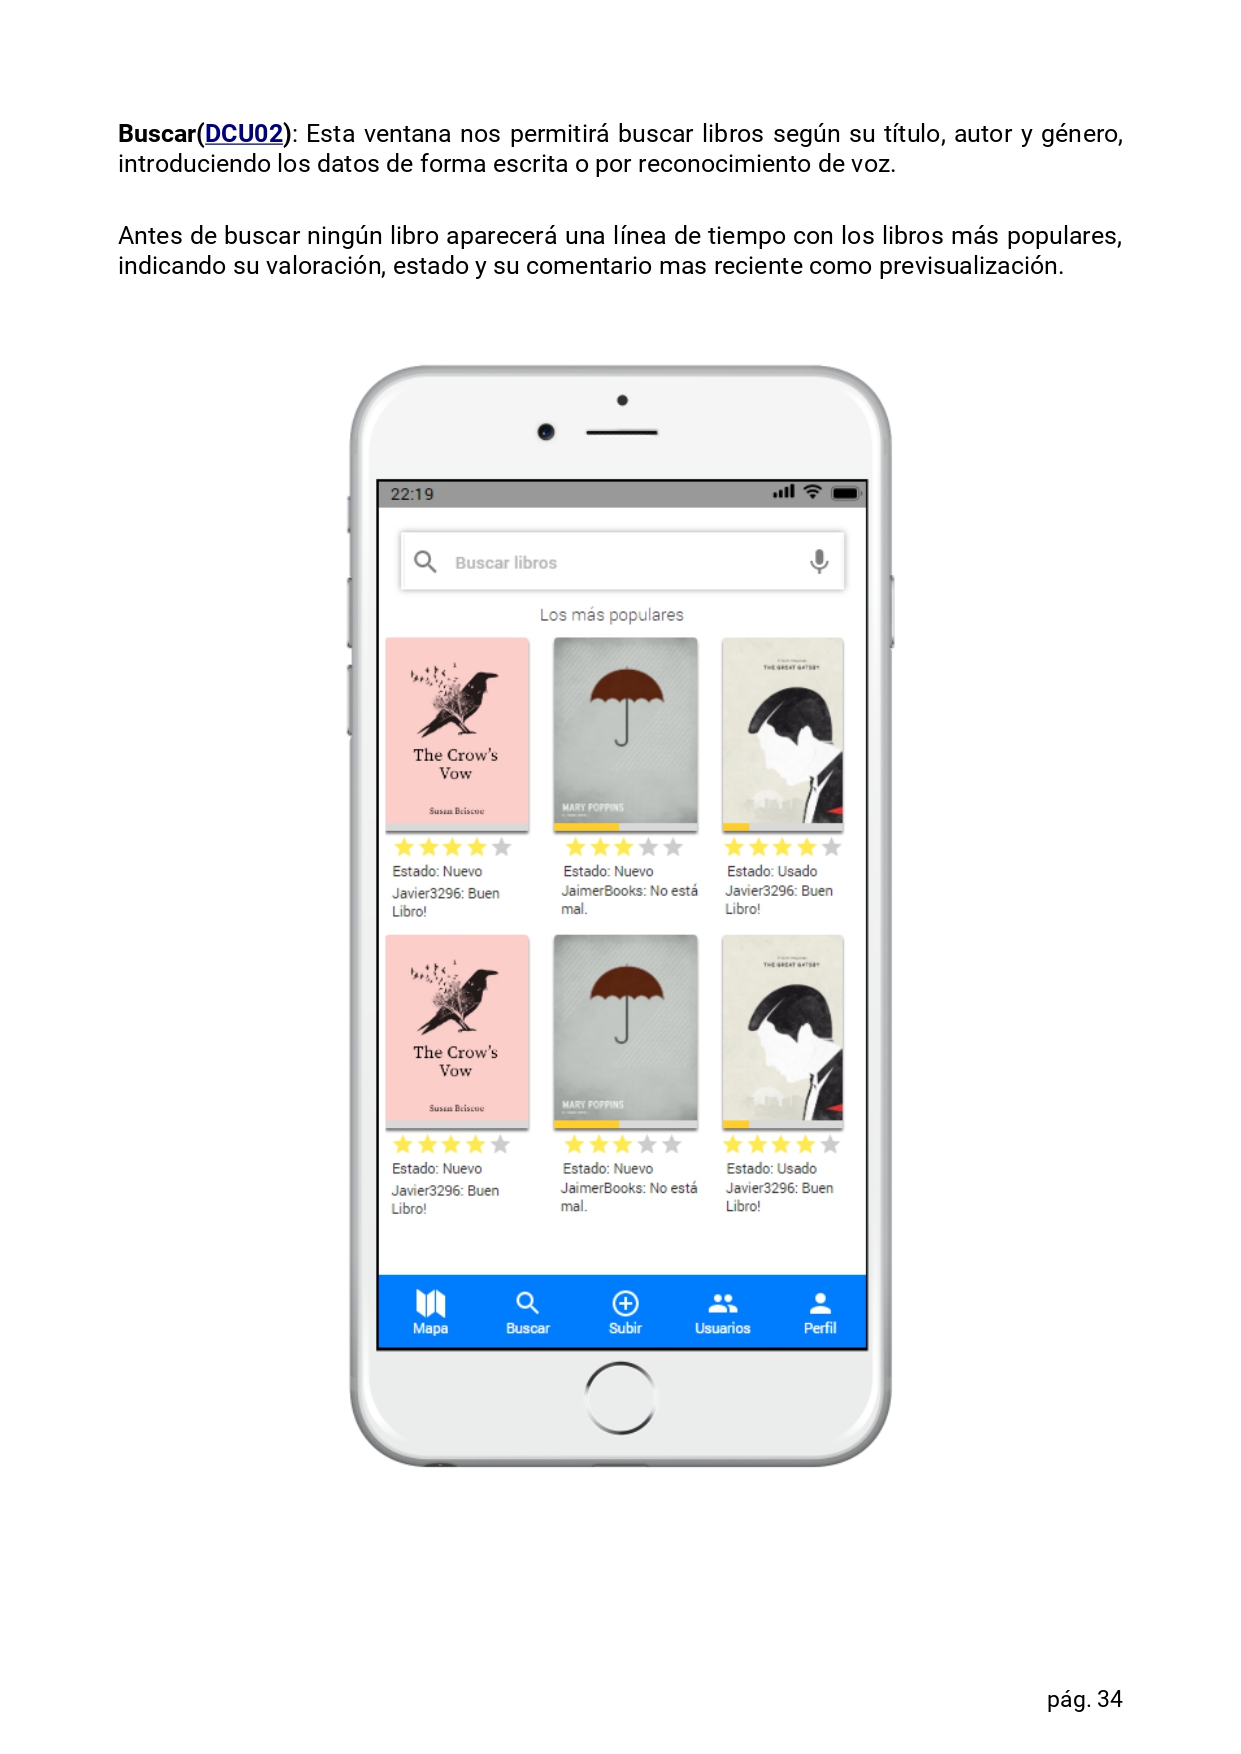 Buscar(DCU02): Esta ventana nos permitirá buscar libros según su título, autor y género,
introduciendo los datos de forma escrita o por reconocimiento de voz.
Antes de buscar ningún libro aparecerá una línea de tiempo con los libros más populares,
indicando su valoración, estado y su comentario mas reciente como previsualización.
22:19
Buscar libros
Los más populares
The Crow's
Vow
Susan Briscoe
MARY POPPINS
THE GREAT GATSBY
Estado: Nuevo
Javier3296: Buen
Libro!
Estado: Nuevo
JaimerBooks: No está
mal.
Estado: Usado
Javier3296: Buen
Libro!
The Crow's
Vow
Susan Briscoe
MARY POPPINS
THE GREAT GATSBY
Estado: Nuevo
Javier3296: Buen
Libro!
Estado: Nuevo
JaimerBooks: No está
mal.
Estado: Usado
Javier3296: Buen
Libro!
Mapa
Buscar
Subir
Usuarios
Perfil
pág. 34